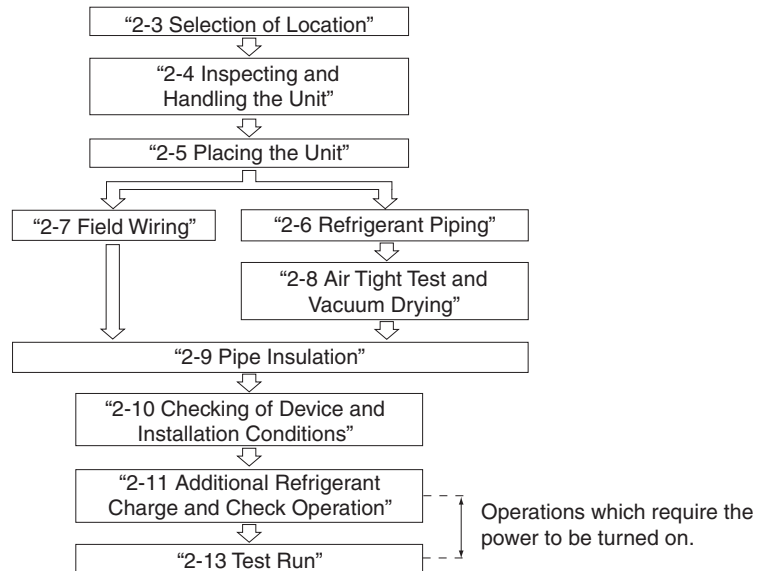 “2-3 Selection of Location”
“2-4 Inspecting and
Handling the Unit”
“2-5 Placing the Unit”
“2-7 Field Wiring”
“2-6 Refrigerant Piping”
“2-8 Air Tight Test and
Vacuum Drying”
“2-9 Pipe Insulation”
“2-10 Checking of Device and
Installation Conditions”
“2-11 Additional Refrigerant
Charge and Check Operation”
Operations which require the
power to be turned on.
“2-13 Test Run”